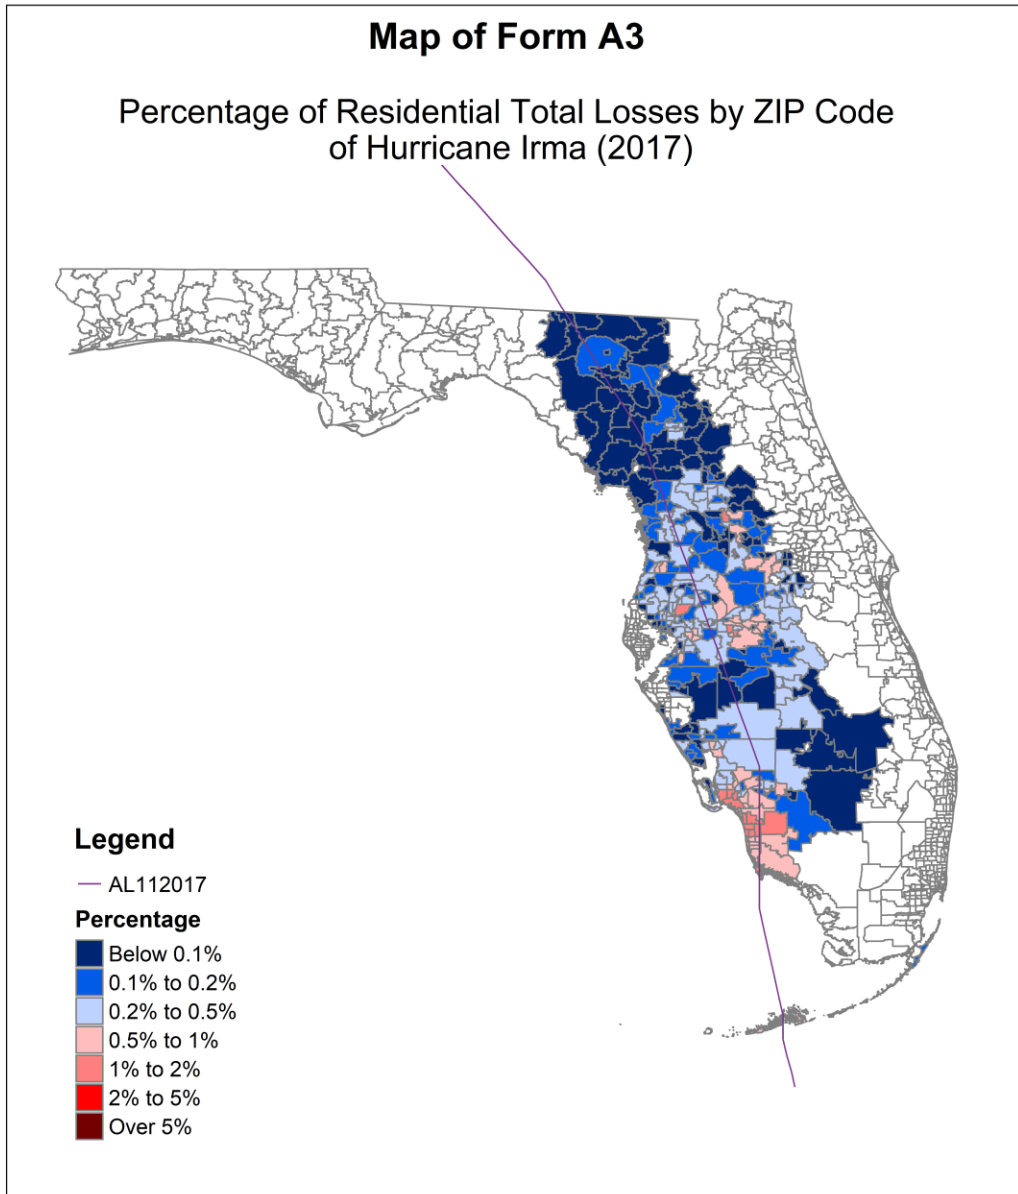 Map of Form A3
Percentage of Residential Total Losses by ZIP Code
of Hurricane Irma (2017)
Legend
AL112017
Percentage
Below 0.1%
0.1% to 0.2%
0.2% to 0.5%
0.5% to 1%
1% to 2%
2% to 5%
Over 5%